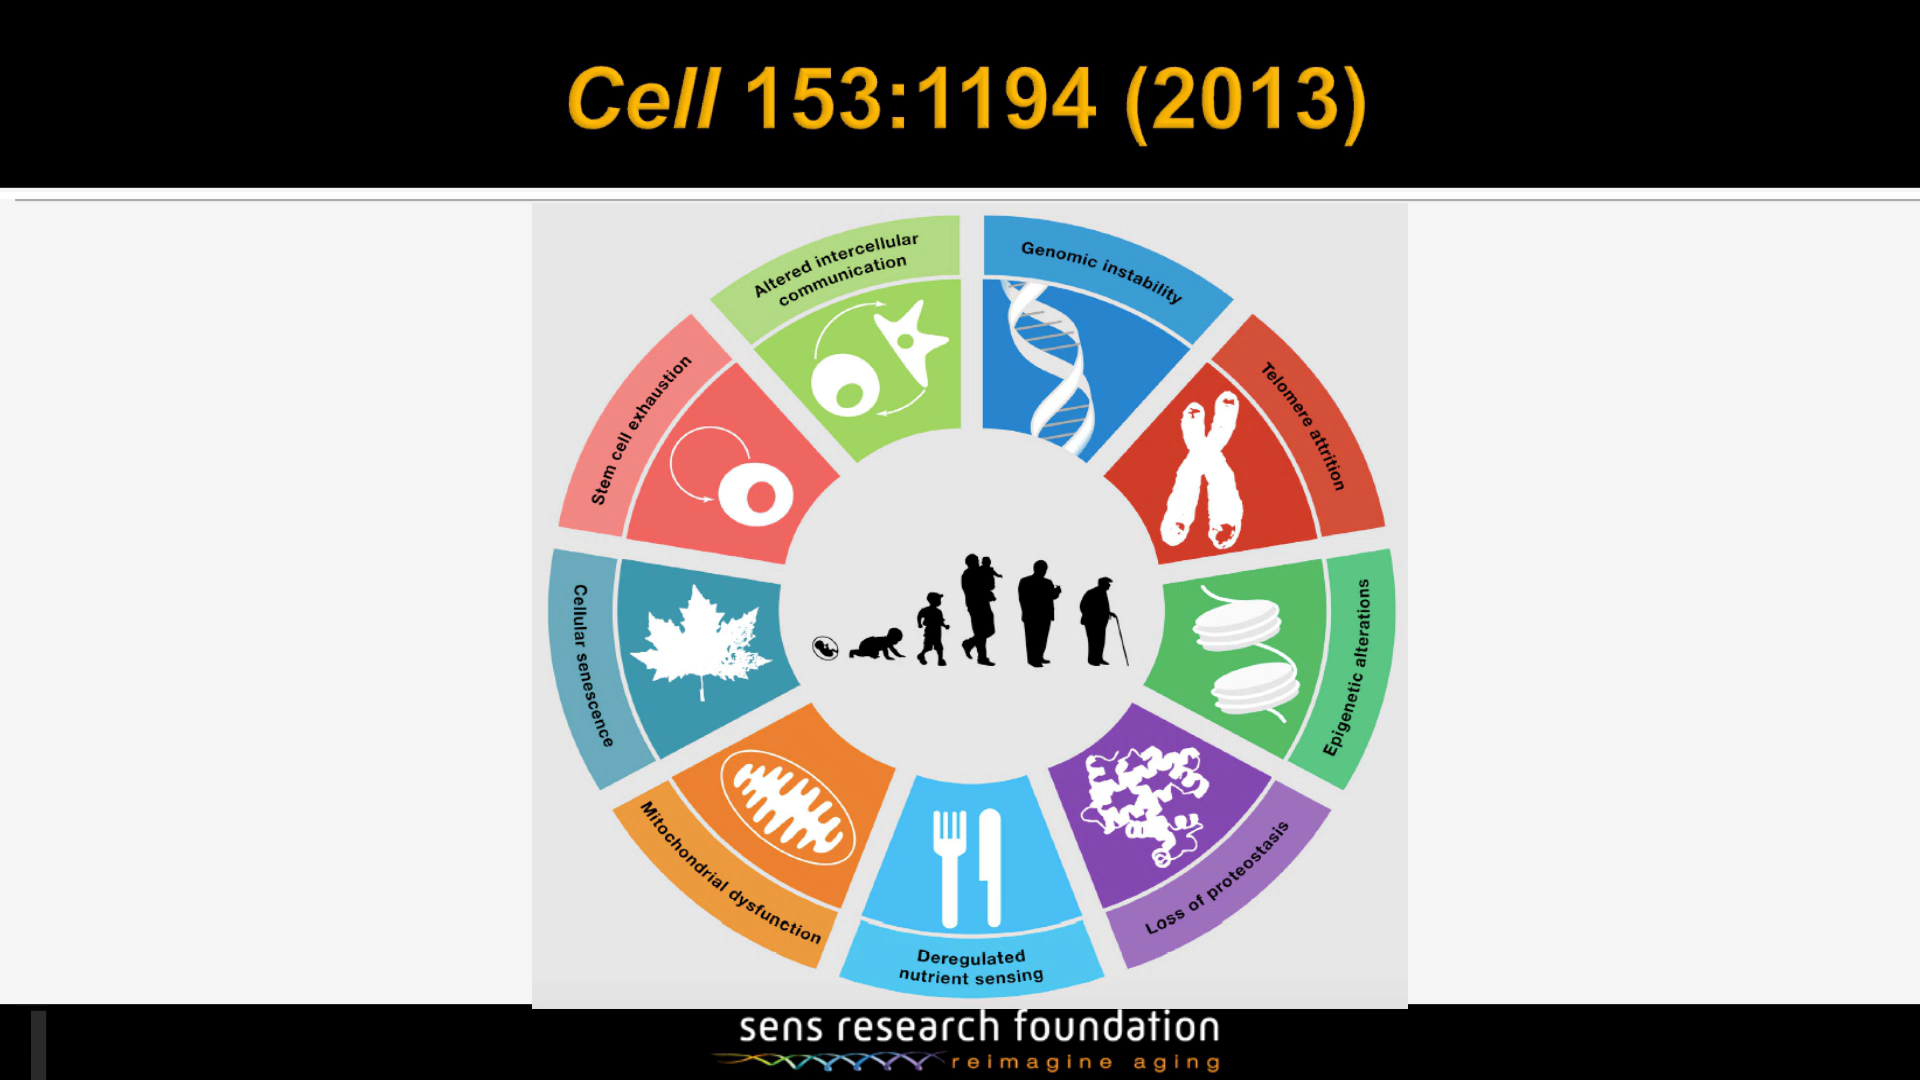 Cell 153:1194 (2013)
Altered intercellular
communication
Genomic instability
Stem cell exhaustion
Telomere attrition
Cellular senescence
Epigenetic alterations
Mitochondrial dysfunction
Loss of proteostasis
Deregulated
nutrient sensing
sens research foundation
reimagine aging